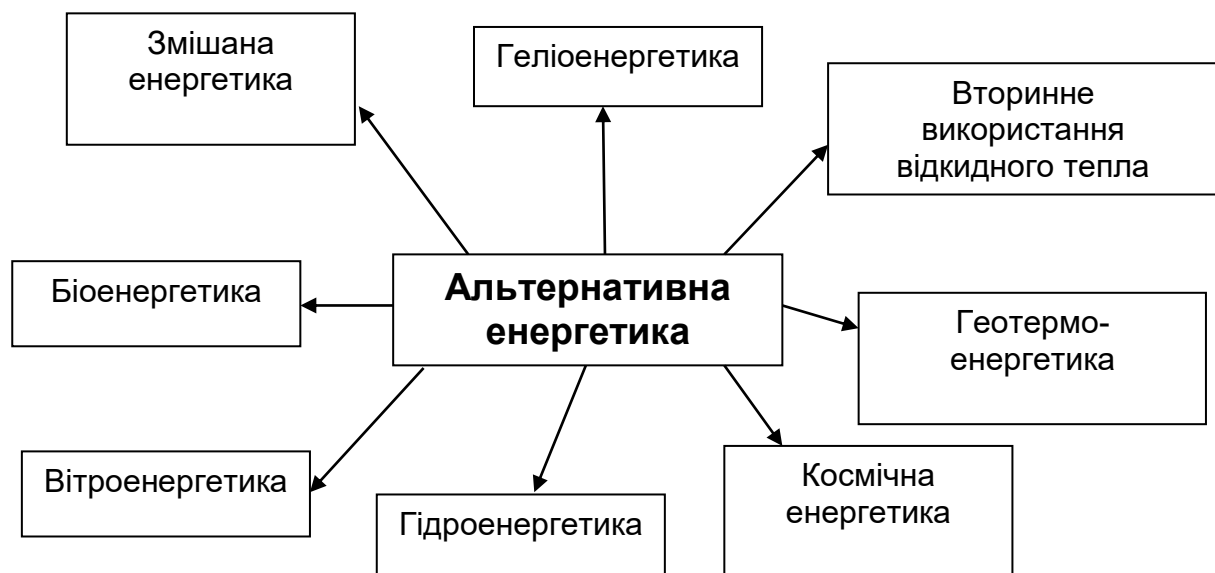 Змішана
енергетика
Геліоенергетика
Вторинне
використання
відкидного тепла
Біоенергетика
Альтернативна
енергетика
Геотермо-
енергетика
Вітроенергетика
Гідроенергетика
Космічна
енергетика